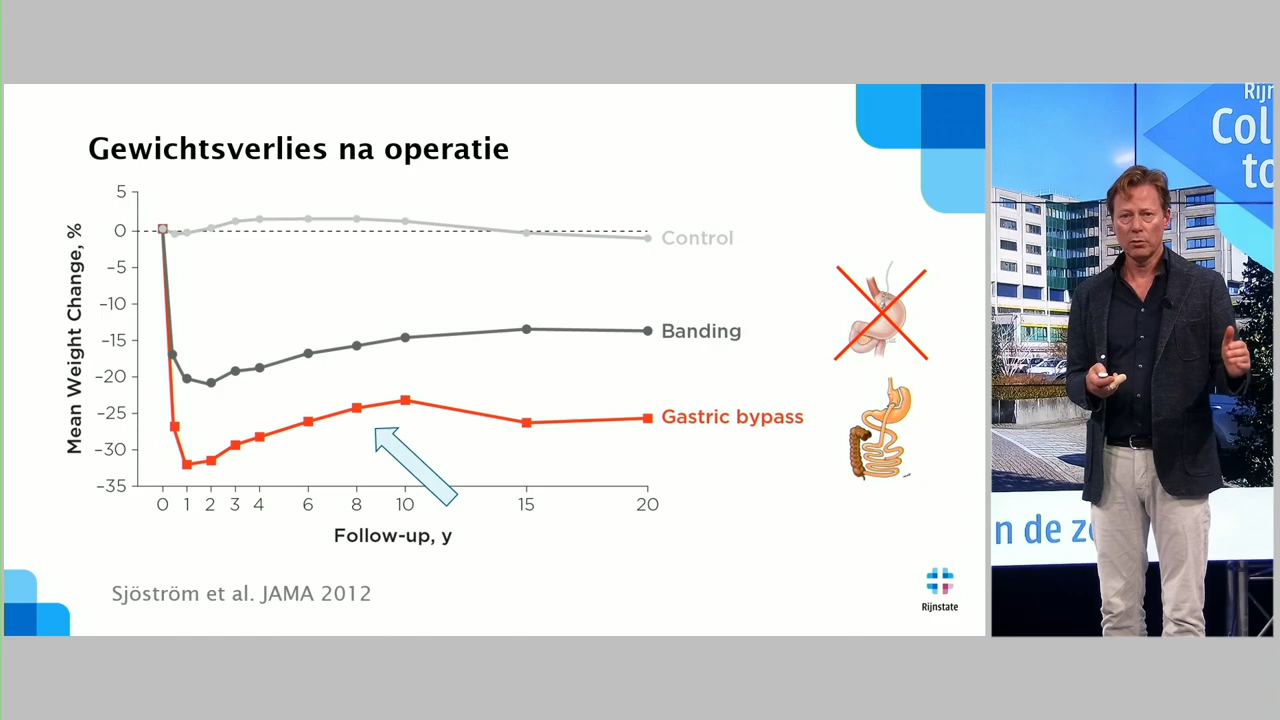 Gewichtsverlies na operatie
Mean Weight Change, %
5
0
-5
-10
-15
-20
-25
-30
-35
Control
Banding
Gastric bypass
0 1 2 3 4 6 8 10 15 20
Follow-up, y
Sjöström et al. JAMA 2012
Rijnstate
Col
to
n de